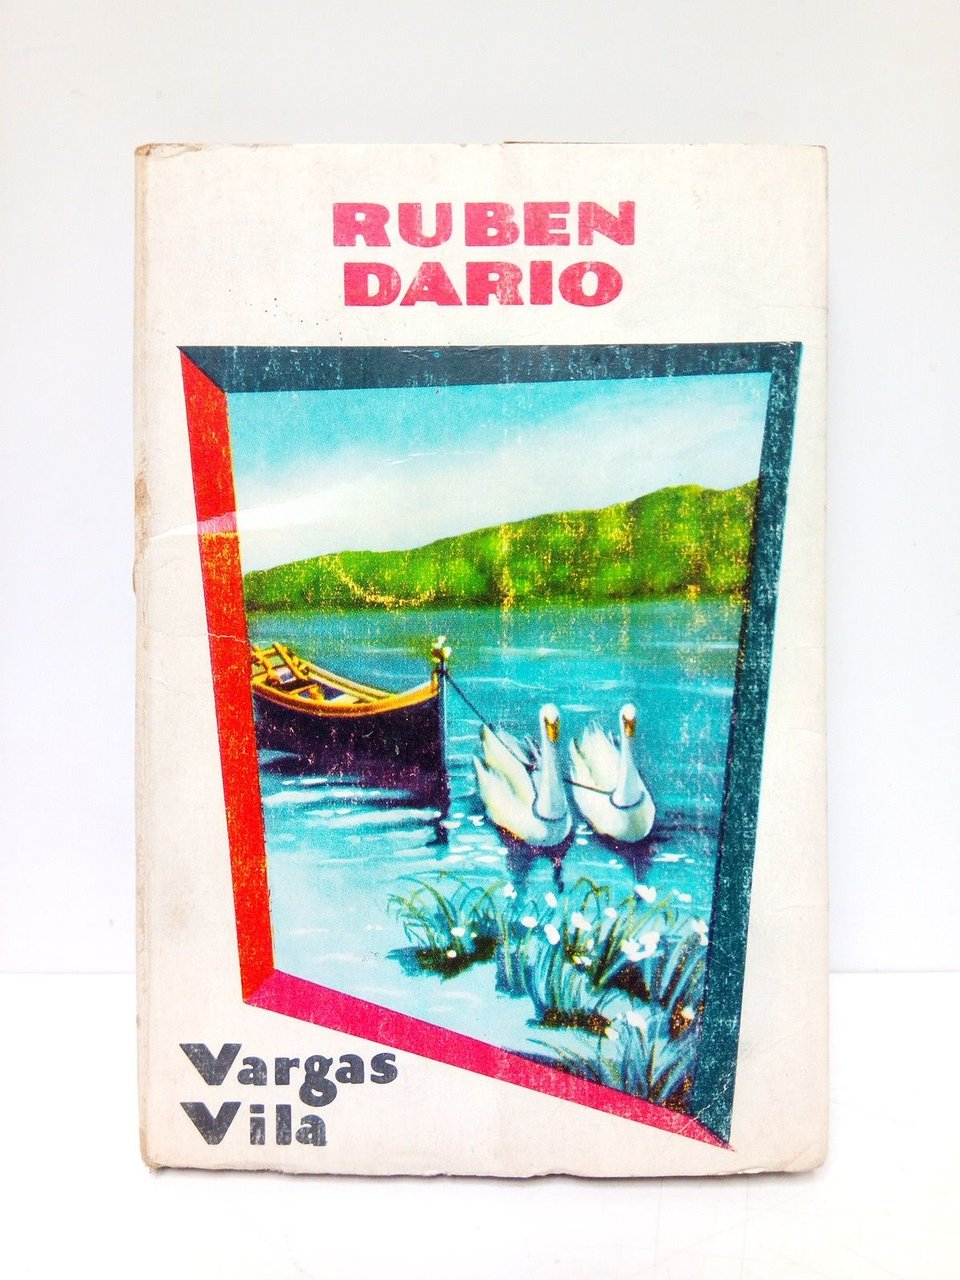 RUBEN
DARIO
Vargas
Vila